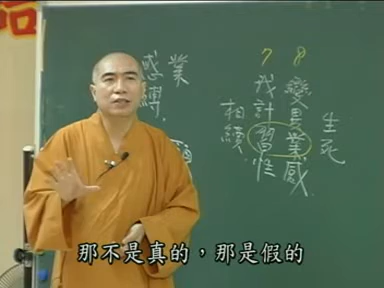 生死
8
變異業感
7
我計習性
相續
業
感縛.
那不是真的，那是假的